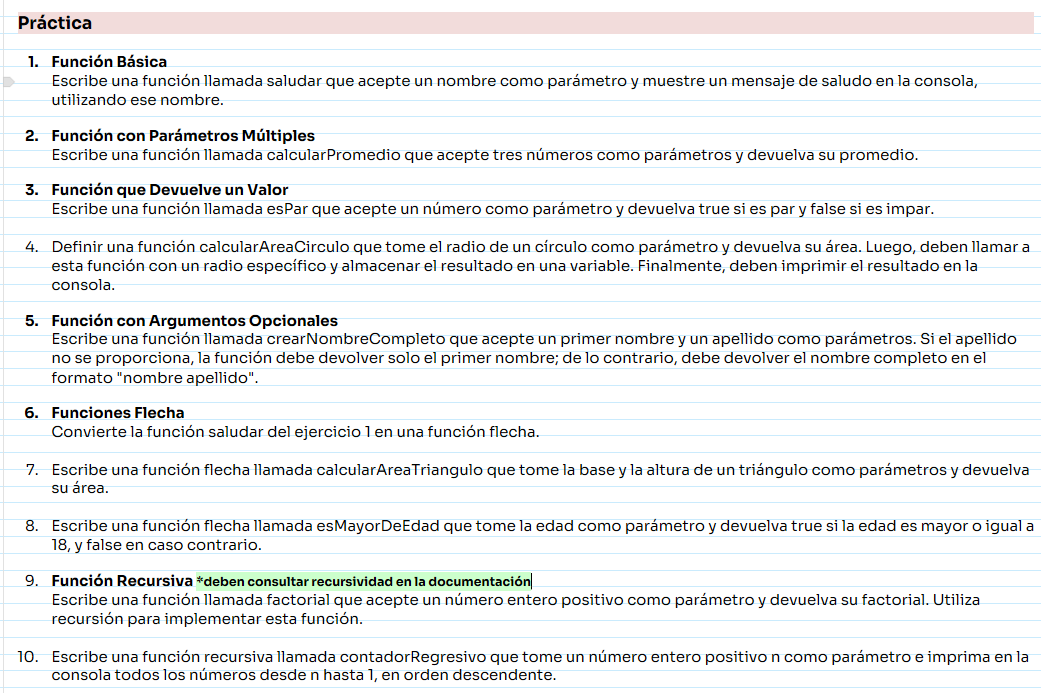 Práctica
1. Función Básica
Escribe una función llamada saludar que acepte un nombre como parámetro y muestre un mensaje de saludo en la consola,
utilizando ese nombre.
2. Función con Parámetros Múltiples
Escribe una función llamada calcularPromedio que acepte tres números como parámetros y devuelva su promedio.
3. Función que Devuelve un Valor
Escribe una función llamada esPar que acepte un número como parámetro y devuelva true si es par y false si es impar.
4. Definir una función calcularAreaCirculo que tome el radio de un círculo como parámetro y devuelva su área. Luego, deben llamar a
esta función con un radio específico y almacenar el resultado en una variable. Finalmente, deben imprimir el resultado en la
consola.
5. Función con Argumentos Opcionales
Escribe una función llamada crearNombreCompleto que acepte un primer nombre y un apellido como parámetros. Si el apellido
no se proporciona, la función debe devolver solo el primer nombre; de lo contrario, debe devolver el nombre completo en el
formato "nombre apellido".
6. Funciones Flecha
Convierte la función saludar del ejercicio 1 en una función flecha.
7. Escribe una función flecha llamada calcularAreaTriangulo que tome la base y la altura de un triángulo como parámetros y devuelva
su área.
8. Escribe una función flecha llamada esMayorDeEdad que tome la edad como parámetro y devuelva true si la edad es mayor o igual a
18, y false en caso contrario.
9. Función Recursiva *deben consultar recursividad en la documentación
Escribe una función llamada factorial que acepte un número entero positivo como parámetro y devuelva su factorial. Utiliza
recursión para implementar esta función.
10. Escribe una función recursiva llamada contadorRegresivo que tome un número entero positivo n como parámetro e imprima en la
consola todos los números desde n hasta 1, en orden descendente.